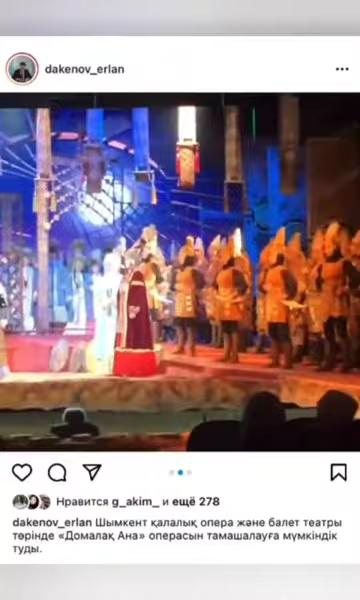 dakenov_erlan
Нравится g_akim_ и ещё 278
dakenov_erlan Шымкент қалалық опера және балет театры
төрінде «Домалақ Ана» операсын тамашалауға мүмкіндік
туды.